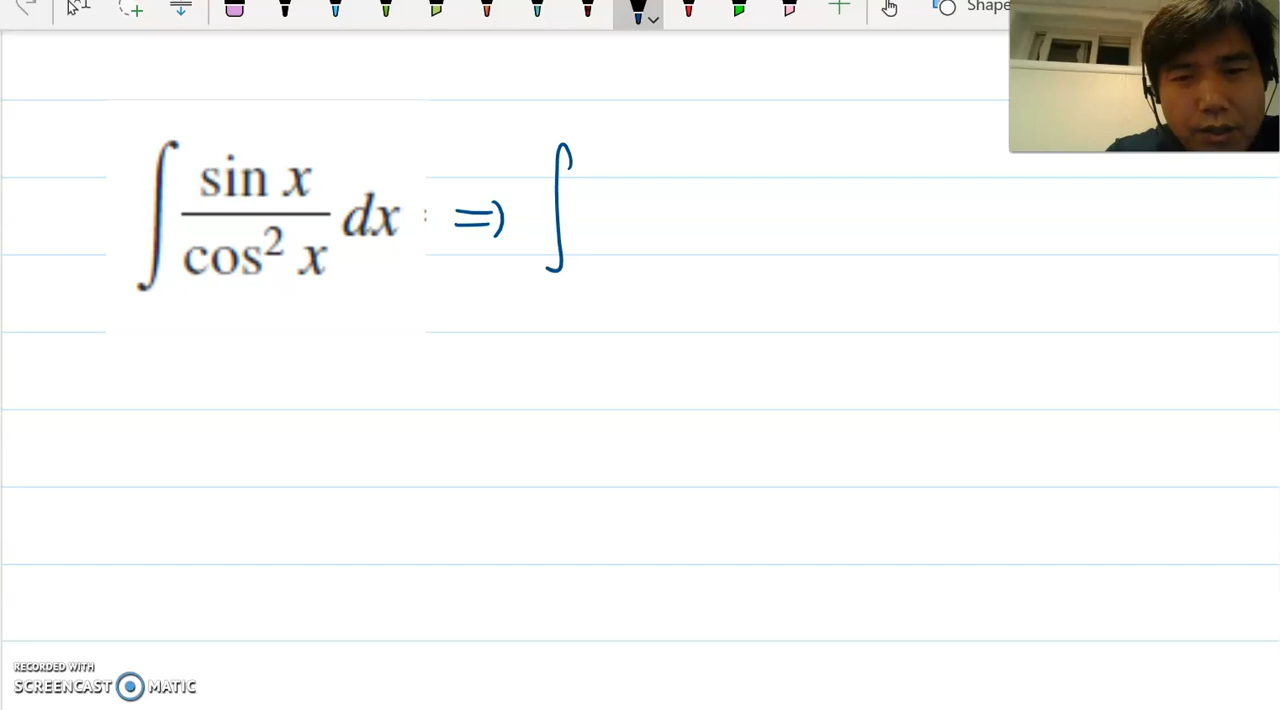 Shape
∫ sin x / cos² x dx ⇒ ∫
RECORDED WITH
SCREENCAST MATIC